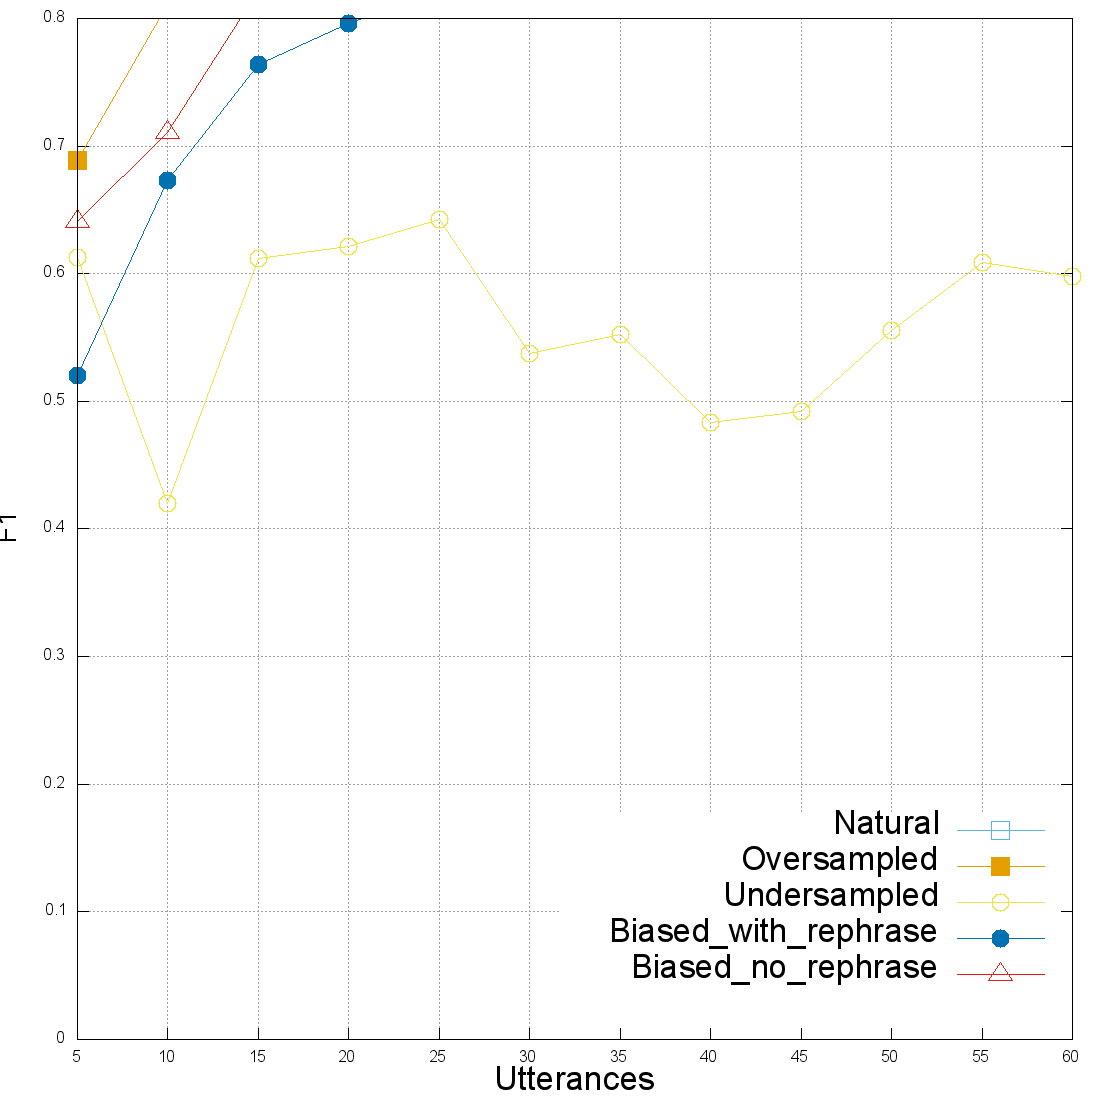 0.8
0.7
0.6
0.5
0.4
0.3
0.2
0.1
0
F1
Natural
Oversampled
Undersampled
Biased_with_rephrase
Biased_no_rephrase
5 10 15 20 25 30 35 40 45 50 55 60
Utterances